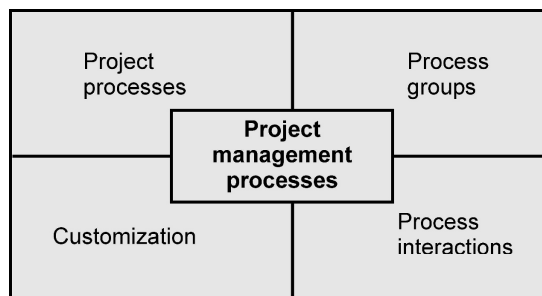 Project
processes
Process
groups
Project
management
processes
Customization
Process
interactions